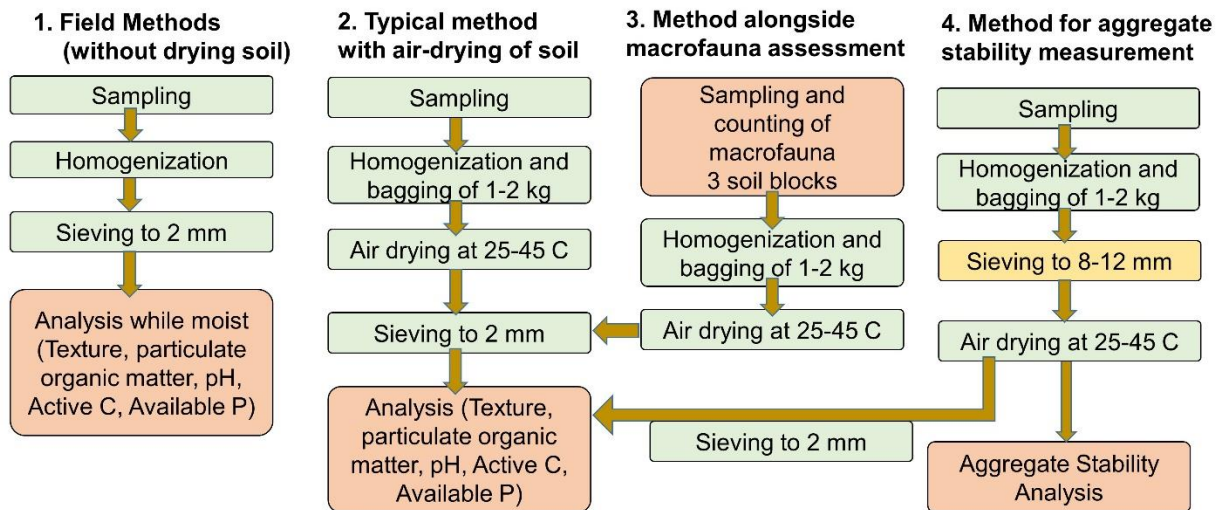 1. Field Methods
(without drying soil)
Sampling
Homogenization
Sieving to 2 mm
Analysis while moist
(Texture, particulate
organic matter, pH,
Active C, Available P)
2. Typical method
with air-drying of soil
Sampling
Homogenization and
bagging of 1-2 kg
Air drying at 25-45 C
Sieving to 2 mm
Analysis (Texture,
particulate organic
matter, pH, Active C,
Available P)
3. Method alongside
macrofauna assessment
Sampling and
counting of
macrofauna
3 soil blocks
Homogenization and
bagging of 1-2 kg
Air drying at 25-45 C
4. Method for aggregate
stability measurement
Sampling
Homogenization and
bagging of 1-2 kg
Sieving to 8-12 mm
Air drying at 25-45 C
Sieving to 2 mm
Aggregate Stability
Analysis